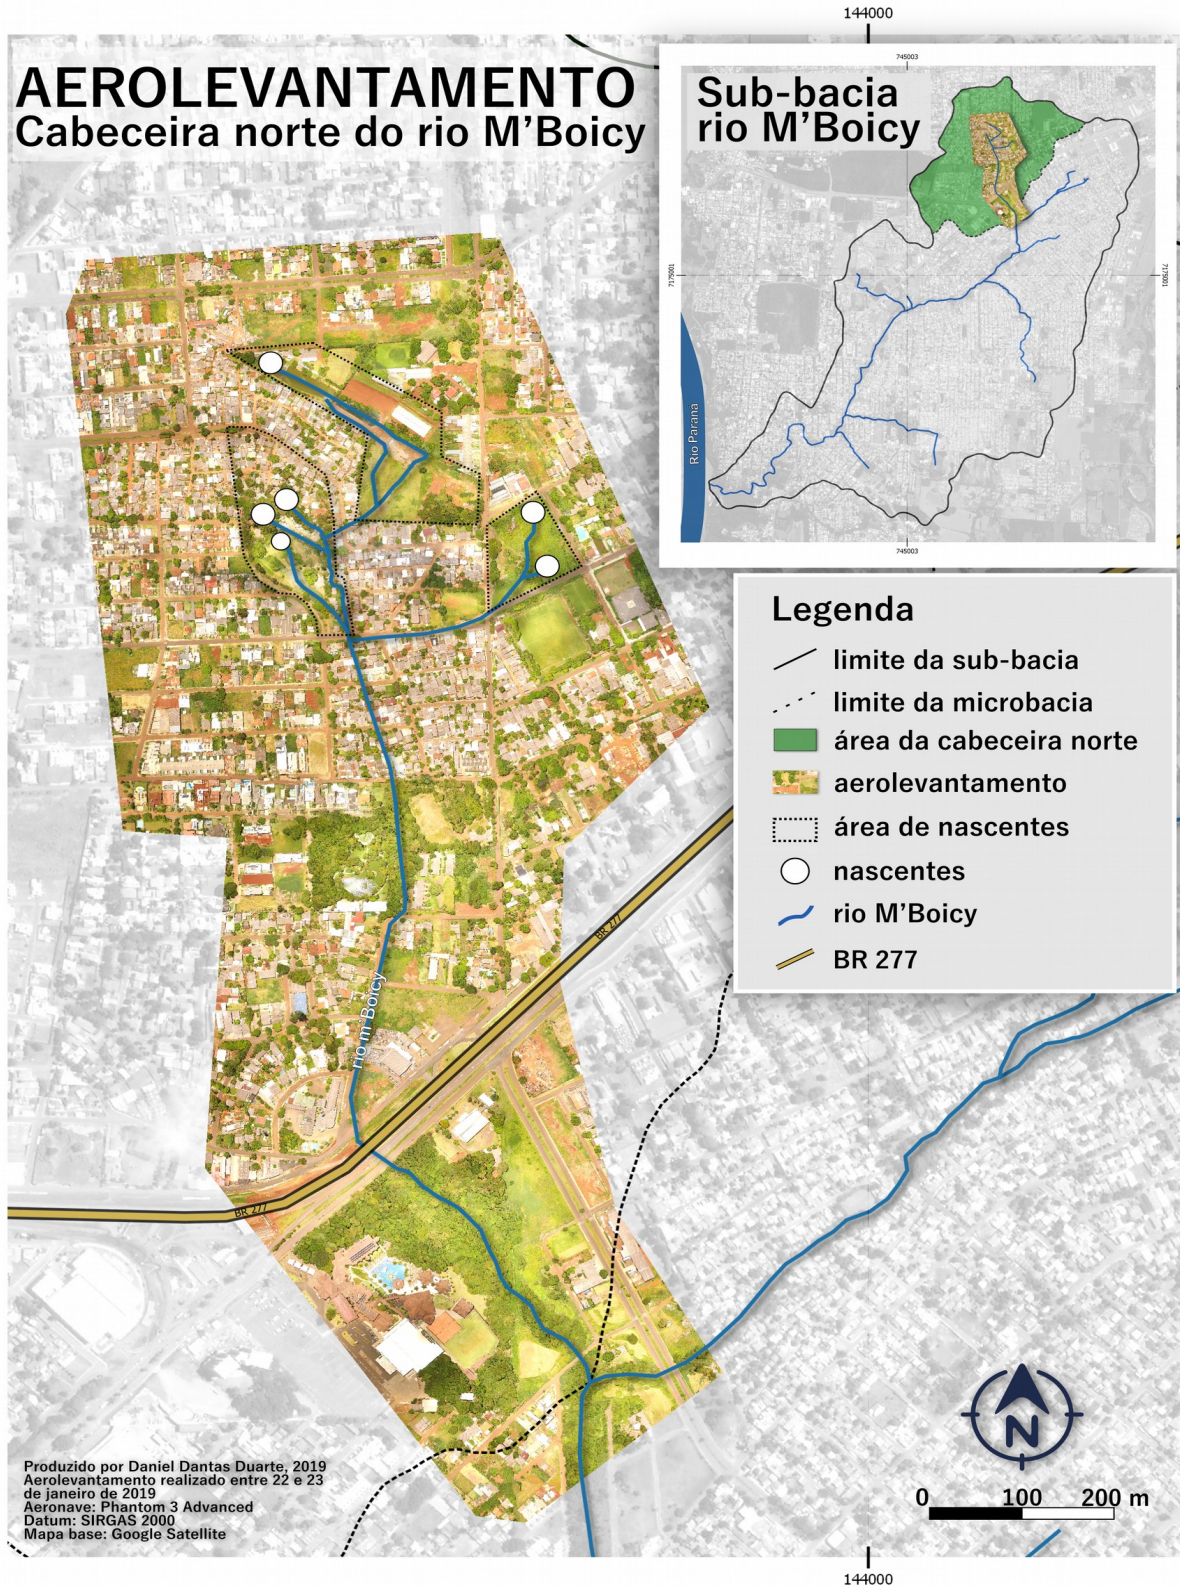 144000
AEROLEVANTAMENTO
Cabeceira norte do rio M'Boicy
Sub-bacia
rio M'Boicy
745003
7175001
7175001
Rio Parana
745003
Legenda
limite da sub-bacia
limite da microbacia
área da cabeceira norte
aerolevantamento
área de nascentes
nascentes
rio M'Boicy
BR 277
BR 277
rio m'Boicy
BR 277
N
0 100 200 m
Produzido por Daniel Dantas Duarte, 2019
Aerolevantamento realizado entre 22 e 23
de janeiro de 2019
Aeronave: Phantom 3 Advanced
Datum: SIRGAS 2000
Mapa base: Google Satellite
144000